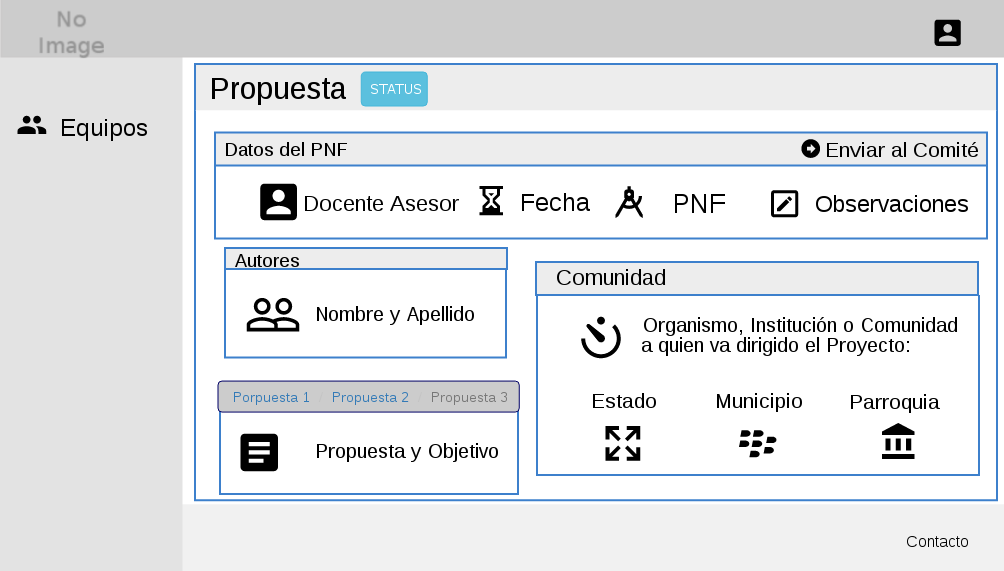 No
Image
Equipos
Propuesta STATUS
Datos del PNF
Enviar al Comité
Docente Asesor
Fecha
PNF
Observaciones
Autores
Nombre y Apellido
Comunidad
Organismo, Institución o Comunidad
a quien va dirigido el Proyecto:
Estado
Municipio
Parroquia
Porpuesta 1 / Propuesta 2 / Propuesta 3
Propuesta y Objetivo
Contacto